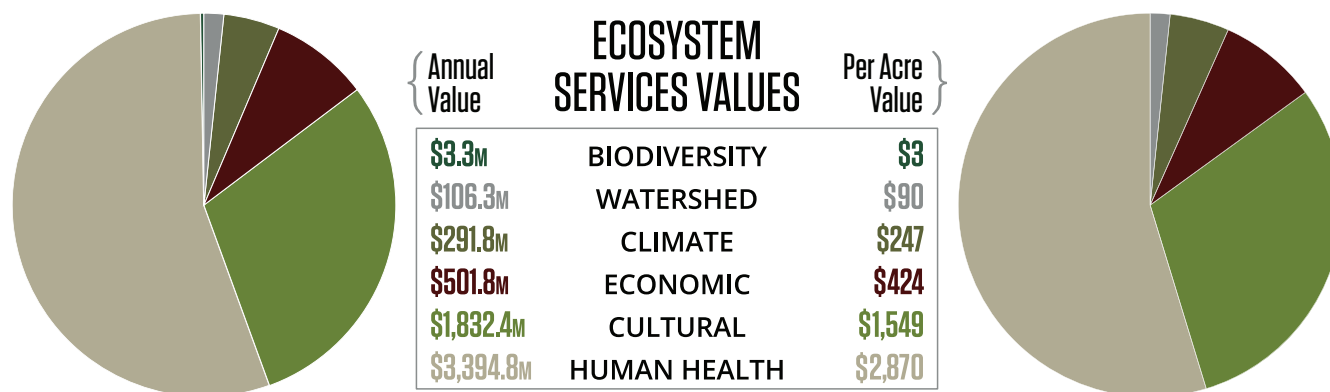 ECOSYSTEM
SERVICES VALUES
Annual
Value
Per Acre
Value
$3.3M BIODIVERSITY $3
$106.3M WATERSHED $90
$291.8M CLIMATE $247
$501.8M ECONOMIC $424
$1,832.4M CULTURAL $1,549
$3,394.8M HUMAN HEALTH $2,870